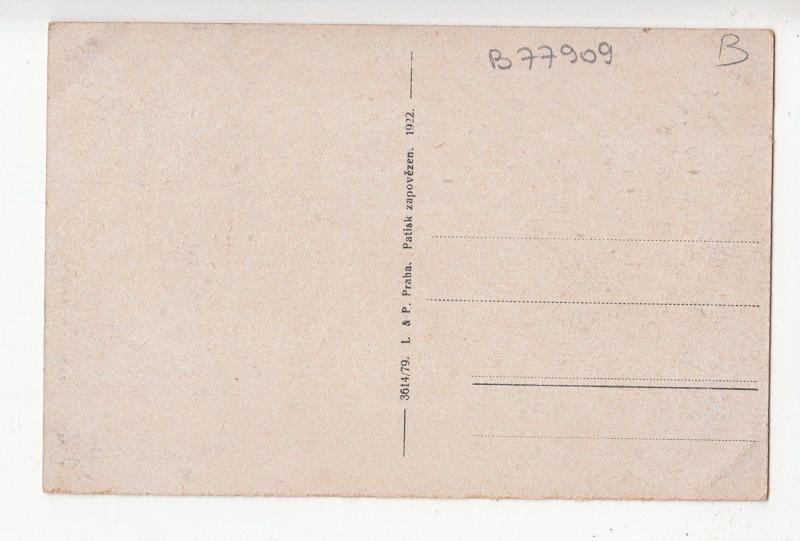 B77909
B
3614/79. L & P. Praha. Patisk zapovězen. 1922.